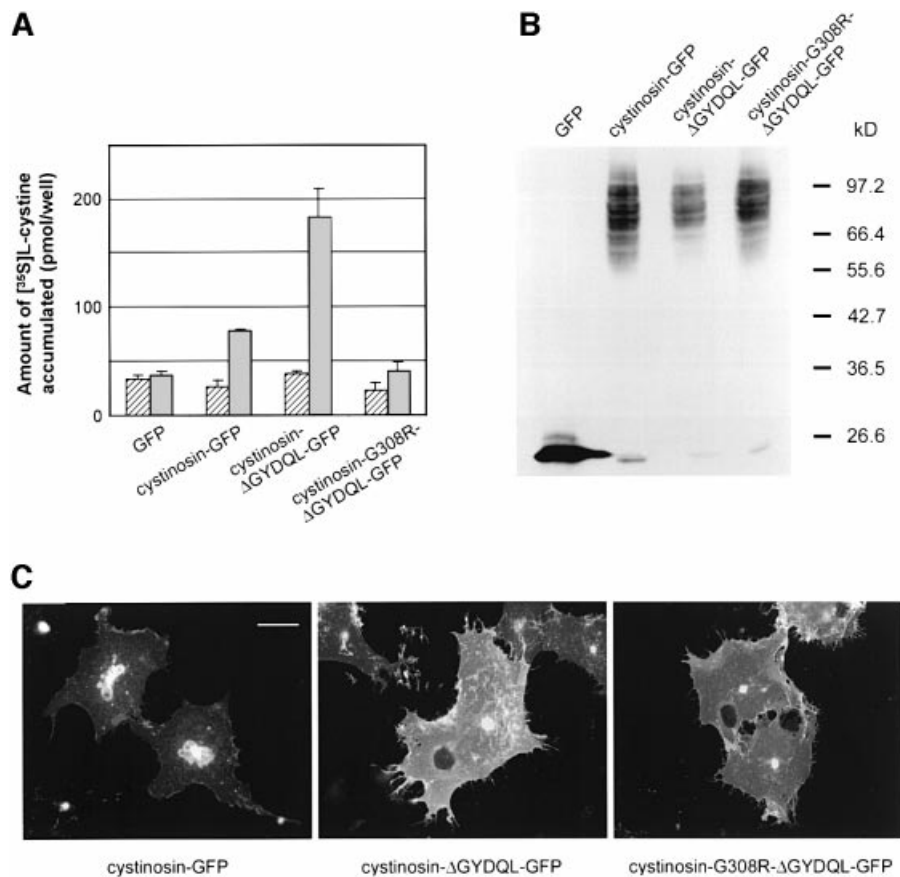 A
Amount of [³⁵S]L-cystine
accumulated (pmol/well)
200
100
0
GFP
cystinosin-GFP
cystinosin-
ΔGYDQL-GFP
cystinosin-G308R-
ΔGYDQL-GFP
B
GFP
cystinosin-GFP
cystinosin-
ΔGYDQL-GFP
cystinosin-G308R-
ΔGYDQL-GFP
kD
97.2
66.4
55.6
42.7
36.5
26.6
C
cystinosin-GFP
cystinosin-ΔGYDQL-GFP
cystinosin-G308R-ΔGYDQL-GFP